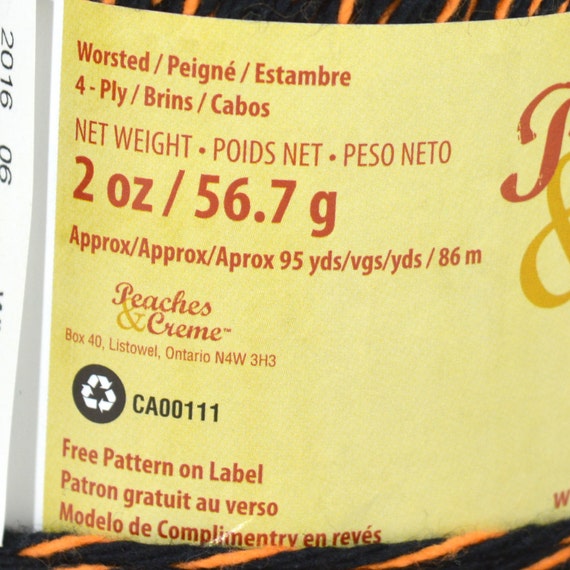 Worsted / Peigné / Estambre
4 - Ply / Brins / Cabos
NET WEIGHT • POIDS NET • PESO NETO
2 oz / 56.7 g
Approx/Approx/Aprox 95 yds/vgs/yds / 86 m
Peaches
& Creme™
Box 40, Listowel, Ontario N4W 3H3
CA00111
Free Pattern on Label
Patron gratuit au verso
Modelo de Complimentry en revés
2016 06
P
&
w